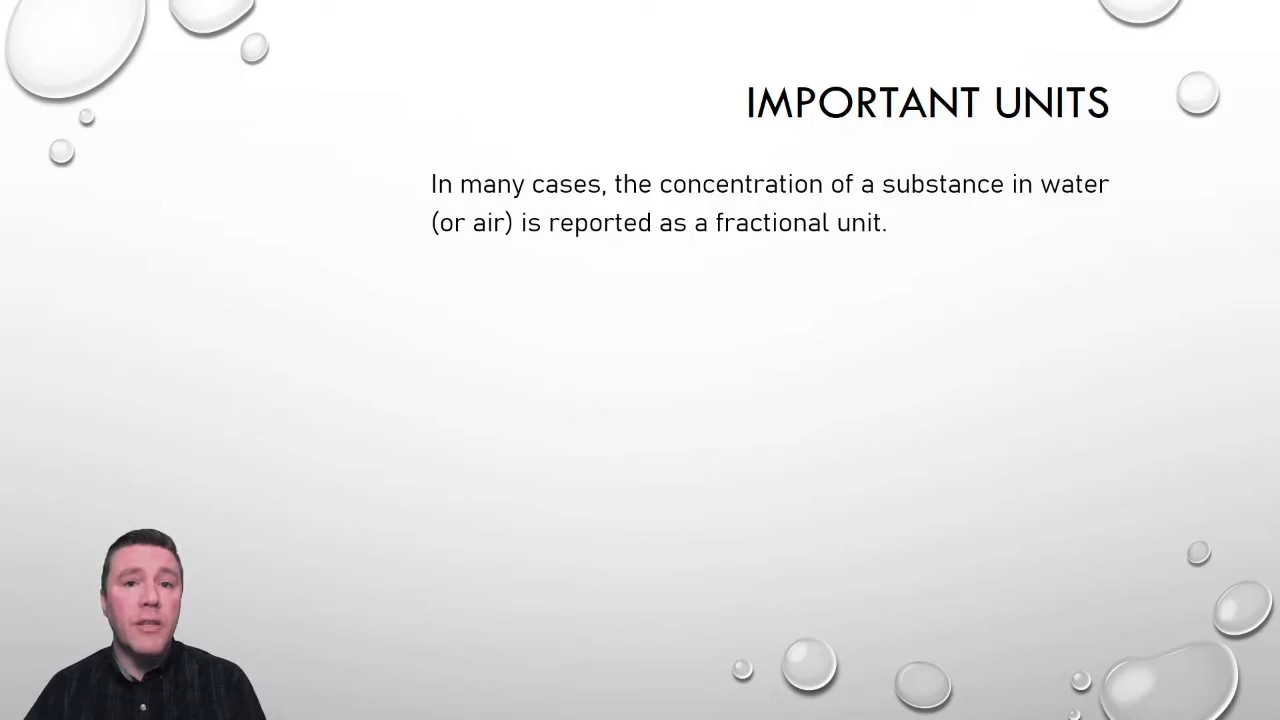 IMPORTANT UNITS
In many cases, the concentration of a substance in water
(or air) is reported as a fractional unit.